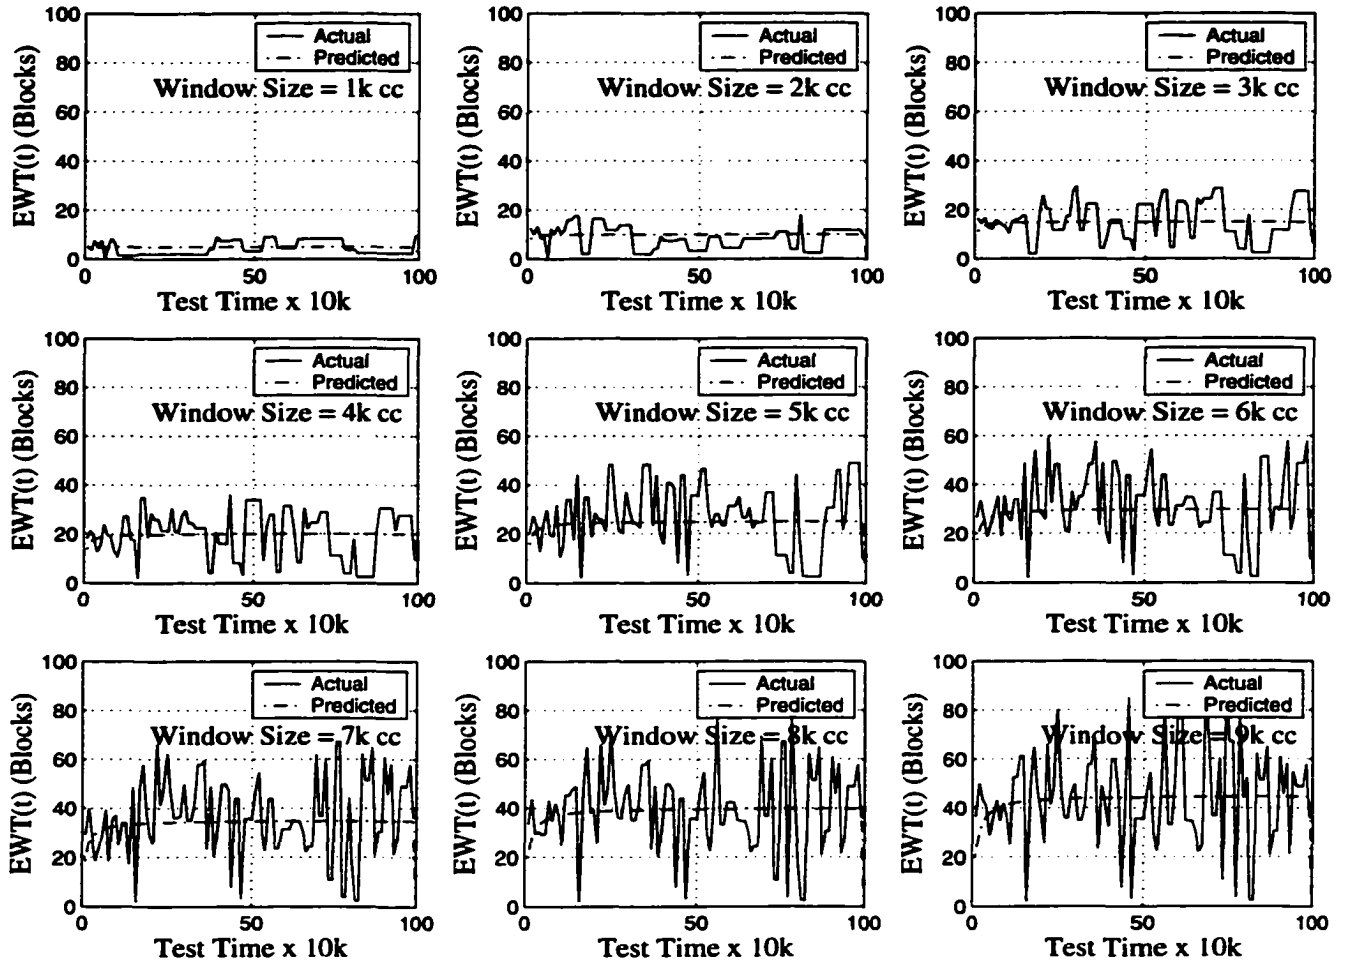 EWT(t) (Blocks)
100
80
60
40
20
0
Actual
Predicted
Window Size = 1k cc
0 50 100
Test Time x 10k
EWT(t) (Blocks)
100
80
60
40
20
0
Actual
Predicted
Window Size = 2k cc
0 50 100
Test Time x 10k
EWT(t) (Blocks)
100
80
60
40
20
0
Actual
Predicted
Window Size = 3k cc
0 50 100
Test Time x 10k
EWT(t) (Blocks)
100
80
60
40
20
0
Actual
Predicted
Window Size = 4k cc
0 50 100
Test Time x 10k
EWT(t) (Blocks)
100
80
60
40
20
0
Actual
Predicted
Window Size = 5k cc
0 50 100
Test Time x 10k
EWT(t) (Blocks)
100
80
60
40
20
0
Actual
Predicted
Window Size = 6k cc
0 50 100
Test Time x 10k
EWT(t) (Blocks)
100
80
60
40
20
0
Actual
Predicted
Window Size = 7k cc
0 50 100
Test Time x 10k
EWT(t) (Blocks)
100
80
60
40
20
0
Actual
Predicted
Window Size = 8k cc
0 50 100
Test Time x 10k
EWT(t) (Blocks)
100
80
60
40
20
0
Actual
Predicted
Window Size = 9k cc
0 50 100
Test Time x 10k